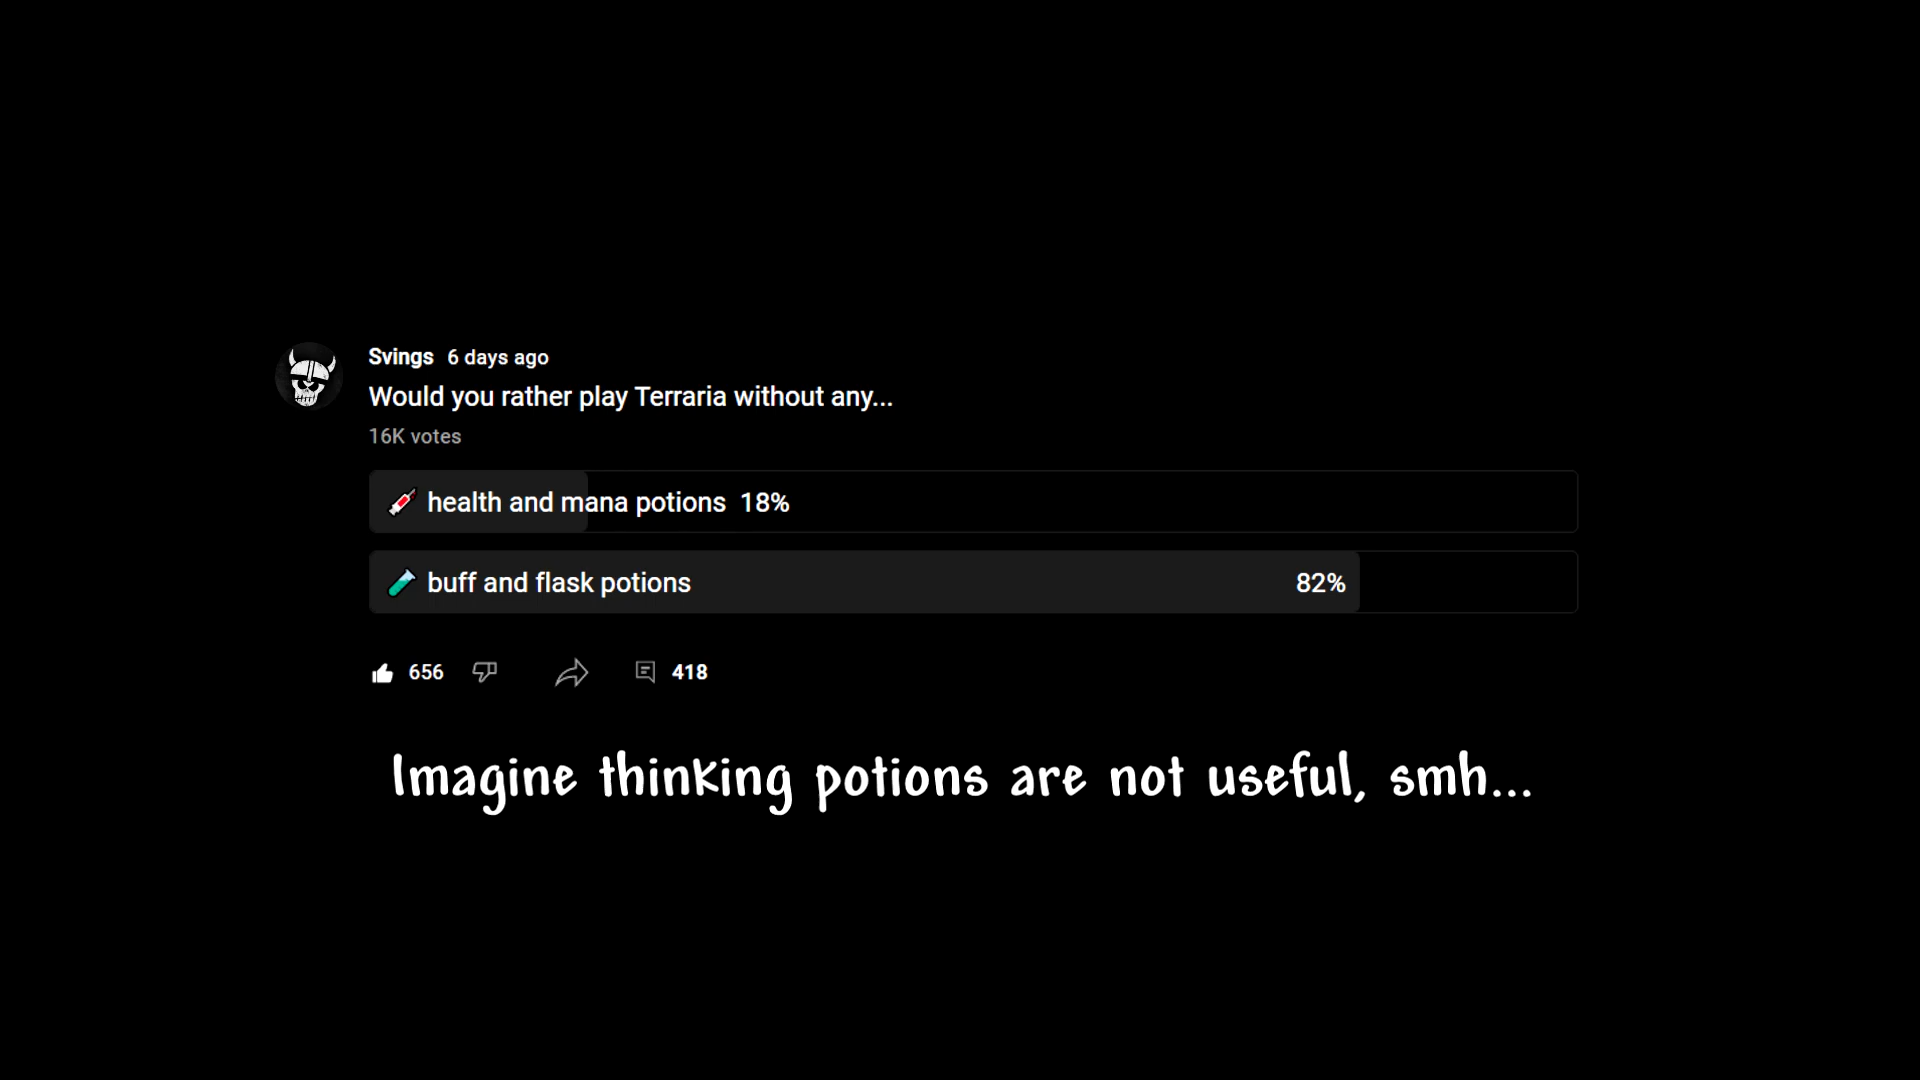 Svings 6 days ago
Would you rather play Terraria without any...
16K votes
health and mana potions 18%
buff and flask potions 82%
656 418
Imagine thinking potions are not useful, smh...